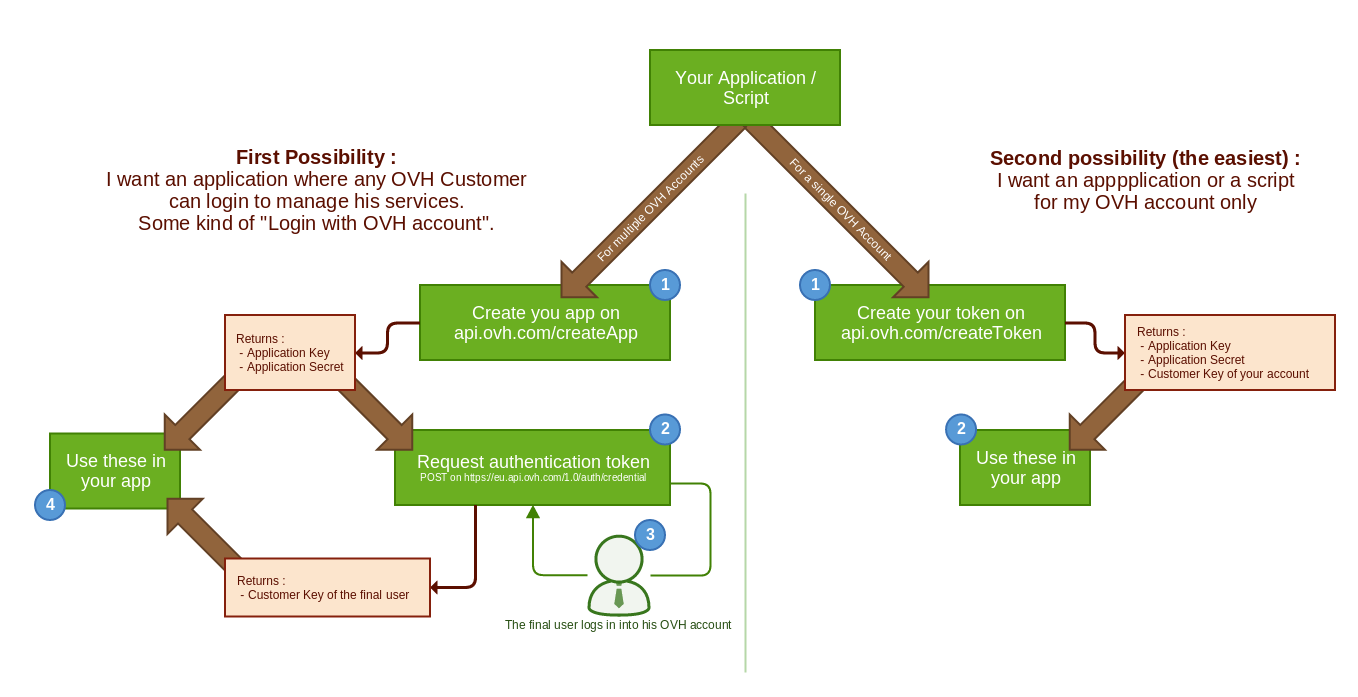 Your Application /
Script
First Possibility :
I want an application where any OVH Customer
can login to manage his services.
Some kind of "Login with OVH account".
For multiple OVH Accounts
For a single OVH Account
Second possibility (the easiest) :
I want an apppplication or a script
for my OVH account only
1
Create you app on
api.ovh.com/createApp
Returns :
- Application Key
- Application Secret
2
Request authentication token
POST on https://eu.api.ovh.com/1.0/auth/credential
3
The final user logs in into his OVH account
Returns :
- Customer Key of the final user
Use these in
your app
4
1
Create your token on
api.ovh.com/createToken
Returns :
- Application Key
- Application Secret
- Customer Key of your account
2
Use these in
your app